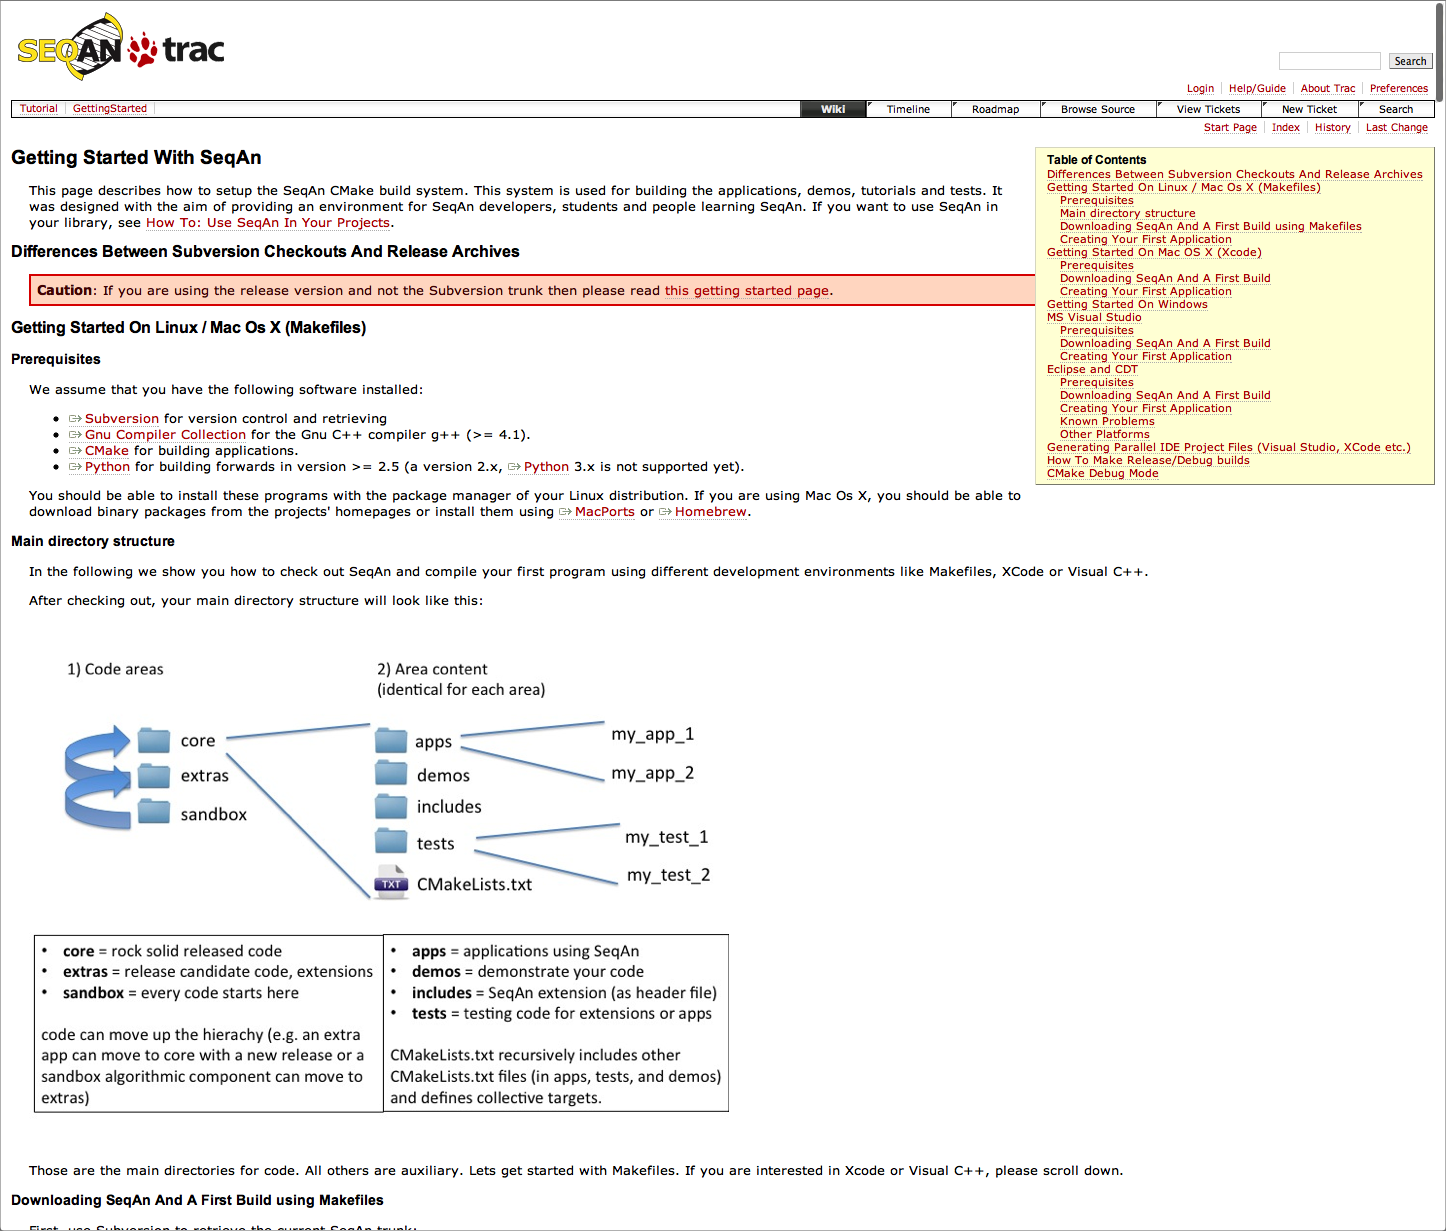 SEQAN trac
Search
Login Help/Guide About Trac Preferences
Tutorial GettingStarted Wiki Timeline Roadmap Browse Source View Tickets New Ticket Search
Start Page Index History Last Change
Getting Started With SeqAn
This page describes how to setup the SeqAn CMake build system. This system is used for building the applications, demos, tutorials and tests. It
was designed with the aim of providing an environment for SeqAn developers, students and people learning SeqAn. If you want to use SeqAn in
your library, see How To: Use SeqAn In Your Projects.
Differences Between Subversion Checkouts And Release Archives
Caution: If you are using the release version and not the Subversion trunk then please read this getting started page.
Table of Contents
Differences Between Subversion Checkouts And Release Archives
Getting Started On Linux / Mac Os X (Makefiles)
Prerequisites
Main directory structure
Downloading SeqAn And A First Build using Makefiles
Creating Your First Application
Getting Started On Mac OS X (Xcode)
Prerequisites
Downloading SeqAn And A First Build
Creating Your First Application
Getting Started On Windows
MS Visual Studio
Prerequisites
Downloading SeqAn And A First Build
Creating Your First Application
Eclipse and CDT
Prerequisites
Downloading SeqAn And A First Build
Creating Your First Application
Known Problems
Other Platforms
Generating Parallel IDE Project Files (Visual Studio, XCode etc.)
How To Make Release/Debug builds
CMake Debug Mode
Getting Started On Linux / Mac Os X (Makefiles)
Prerequisites
We assume that you have the following software installed:
• Subversion for version control and retrieving
• Gnu Compiler Collection for the Gnu C++ compiler g++ (>= 4.1).
• CMake for building applications.
• Python for building forwards in version >= 2.5 (a version 2.x, Python 3.x is not supported yet).
You should be able to install these programs with the package manager of your Linux distribution. If you are using Mac Os X, you should be able to
download binary packages from the projects' homepages or install them using MacPorts or Homebrew.
Main directory structure
In the following we show you how to check out SeqAn and compile your first program using different development environments like Makefiles, XCode or Visual C++.
After checking out, your main directory structure will look like this:
1) Code areas
core
extras
sandbox
2) Area content
(identical for each area)
apps
demos
includes
tests
TXT CMakeLists.txt
my_app_1
my_app_2
my_test_1
my_test_2
• core = rock solid released code
• extras = release candidate code, extensions
• sandbox = every code starts here
code can move up the hierachy (e.g. an extra
app can move to core with a new release or a
sandbox algorithmic component can move to
extras)
• apps = applications using SeqAn
• demos = demonstrate your code
• includes = SeqAn extension (as header file)
• tests = testing code for extensions or apps
CMakeLists.txt recursively includes other
CMakeLists.txt files (in apps, tests, and demos)
and defines collective targets.
Those are the main directories for code. All others are auxiliary. Lets get started with Makefiles. If you are interested in Xcode or Visual C++, please scroll down.
Downloading SeqAn And A First Build using Makefiles
First, use Subversion to retrieve the current SeqAn trunk: